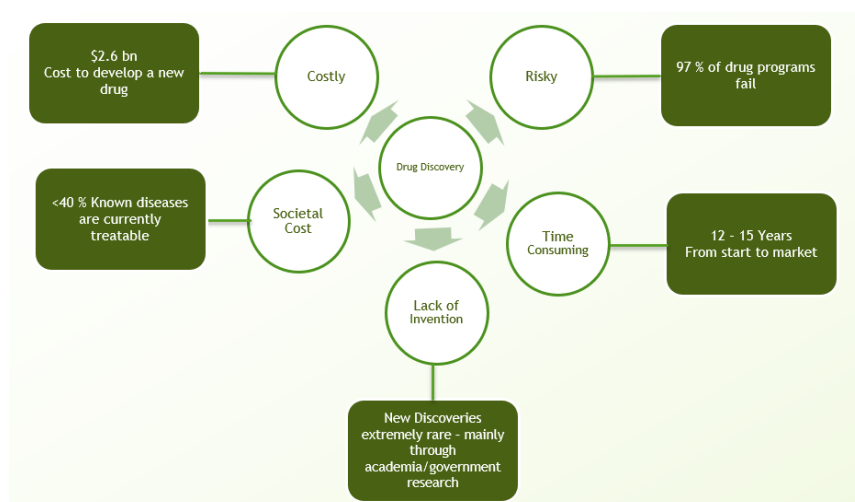 $2.6 bn
Cost to develop a new
drug
Costly
Risky
97 % of drug programs
fail
Drug Discovery
<40 % Known diseases
are currently
treatable
Societal
Cost
Time
Consuming
12 – 15 Years
From start to market
Lack of
Invention
New Discoveries
extremely rare – mainly
through
academia/government
research